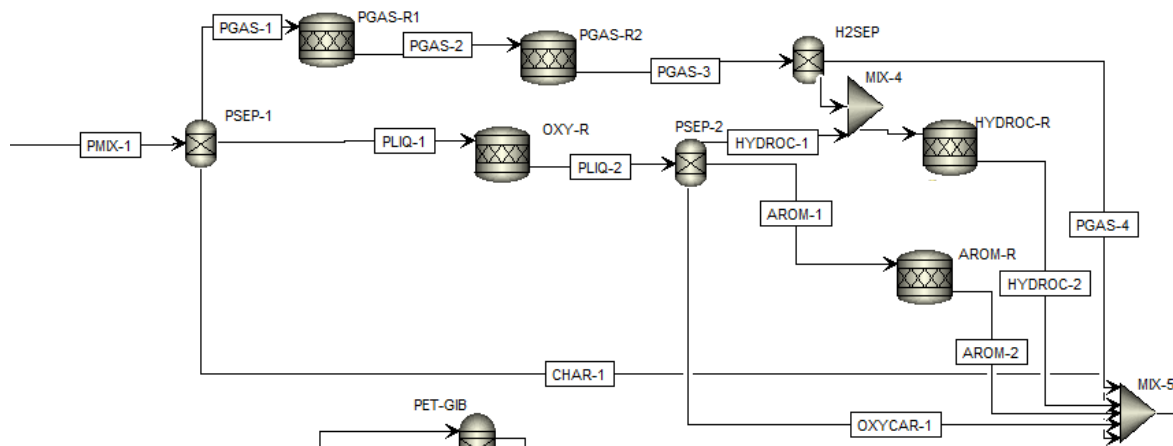 PGAS-1
PGAS-R1
PGAS-2
PGAS-R2
PGAS-3
H2SEP
MIX-4
PSEP-1
PMIX-1
PLIQ-1
OXY-R
PLIQ-2
PSEP-2
HYDROC-1
HYDROC-R
AROM-1
PGAS-4
AROM-R
HYDROC-2
AROM-2
CHAR-1
MIX-5
PET-GIB
OXYCAR-1